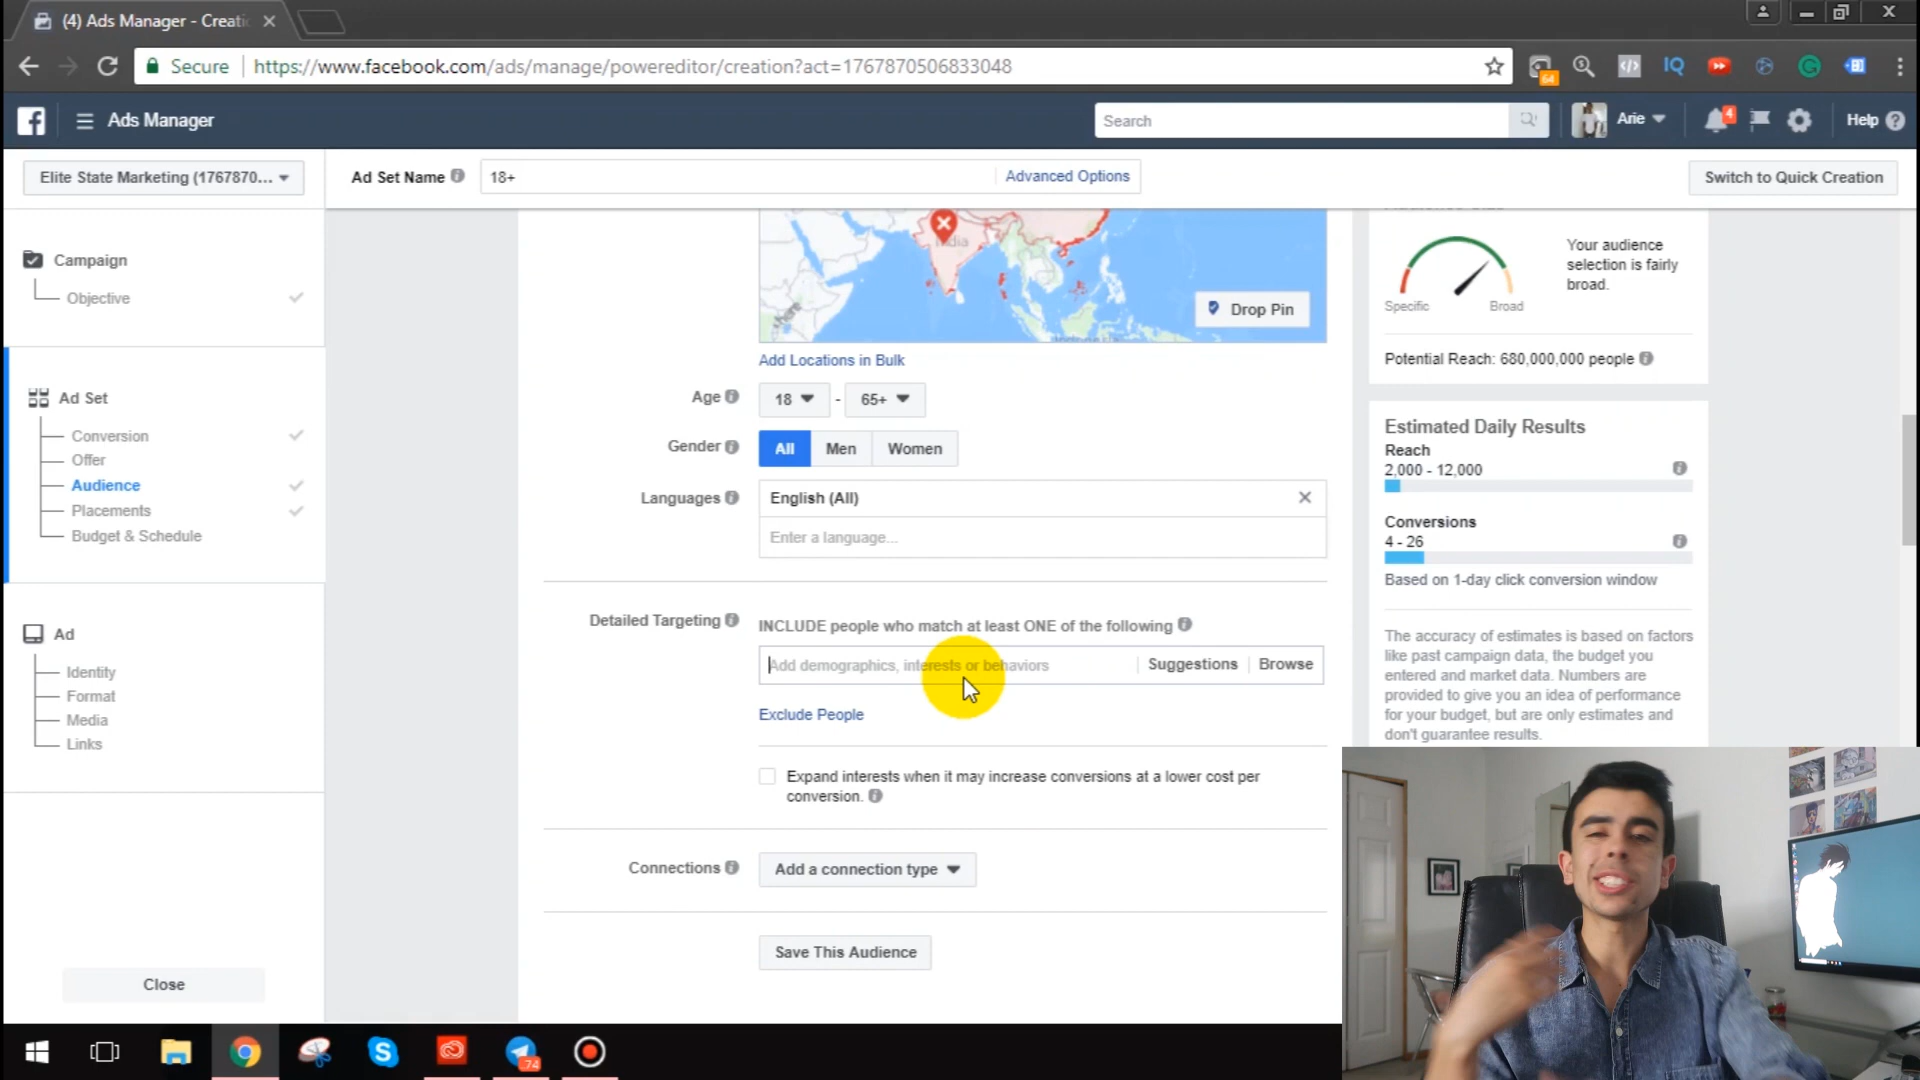 (4) Ads Manager - Creati
Secure
https://www.facebook.com/ads/manage/powereditor/creation?act=1767870506833048
64
IQ
Ads Manager
Search
Arie
4
Help
Elite State Marketing (1767870...
Ad Set Name
18+
Advanced Options
Switch to Quick Creation
Campaign
Objective
Ad Set
Conversion
Offer
Audience
Placements
Budget & Schedule
Ad
Identity
Format
Media
Links
Close
India
Drop Pin
Add Locations in Bulk
Age
18
-
65+
Gender
All
Men
Women
Languages
English (All)
Enter a language...
Detailed Targeting
INCLUDE people who match at least ONE of the following
Add demographics, interests or behaviors
Suggestions
Browse
Exclude People
Expand interests when it may increase conversions at a lower cost per
conversion.
Connections
Add a connection type
Save This Audience
Your audience
selection is fairly
broad.
Specific
Broad
Potential Reach: 680,000,000 people
Estimated Daily Results
Reach
2,000 - 12,000
Conversions
4 - 26
Based on 1-day click conversion window
The accuracy of estimates is based on factors
like past campaign data, the budget you
entered and market data. Numbers are
provided to give you an idea of performance
for your budget, but are only estimates and
don't guarantee results.
74